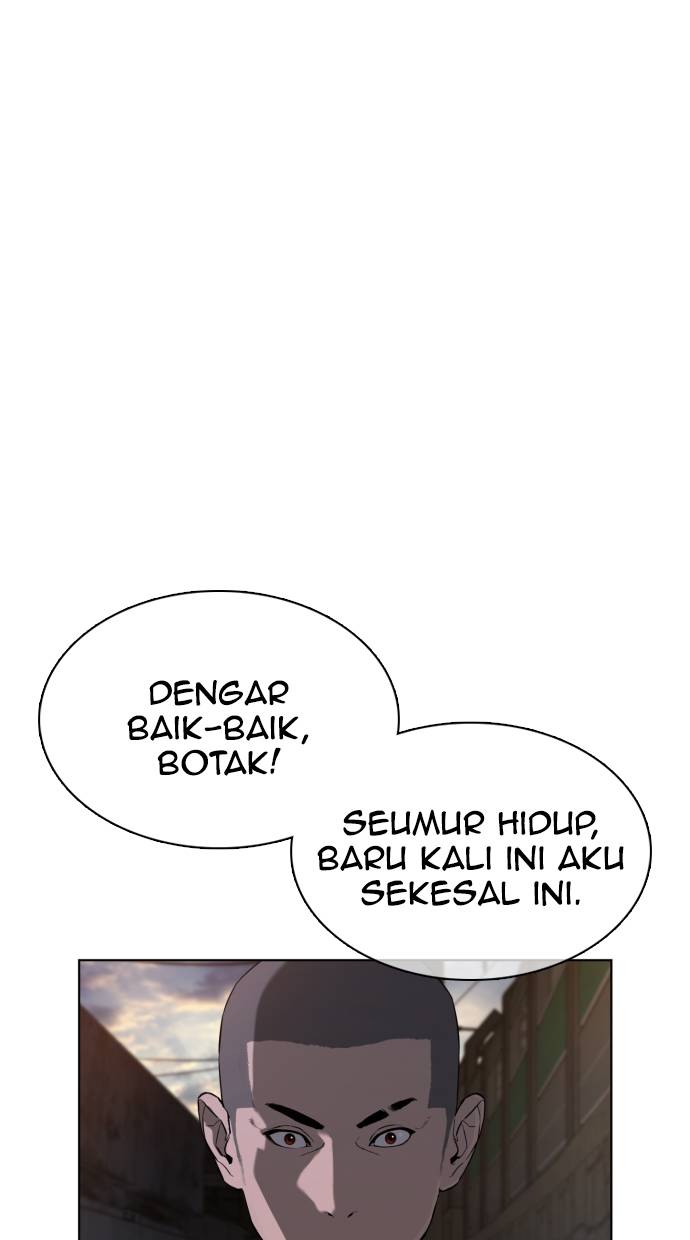 DENGAR
BAIK-BAIK,
BOTAK!
SEUMUR HIDUP,
BARU KALI INI AKU
SEKESAL INI.